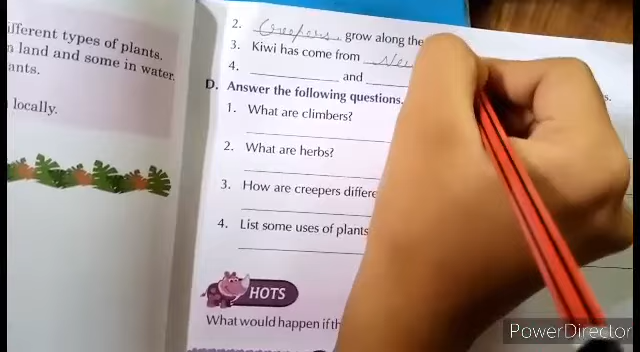 ifferent types of plants.
land and some in water.
ants.
locally.
2. Creepers grow along the
3. Kiwi has come from Ne
4. ____________ and
D. Answer the following questions.
1. What are climbers?
2. What are herbs?
3. How are creepers differe
4. List some uses of plants
HOTS
What would happen if th
s.
PowerDirector